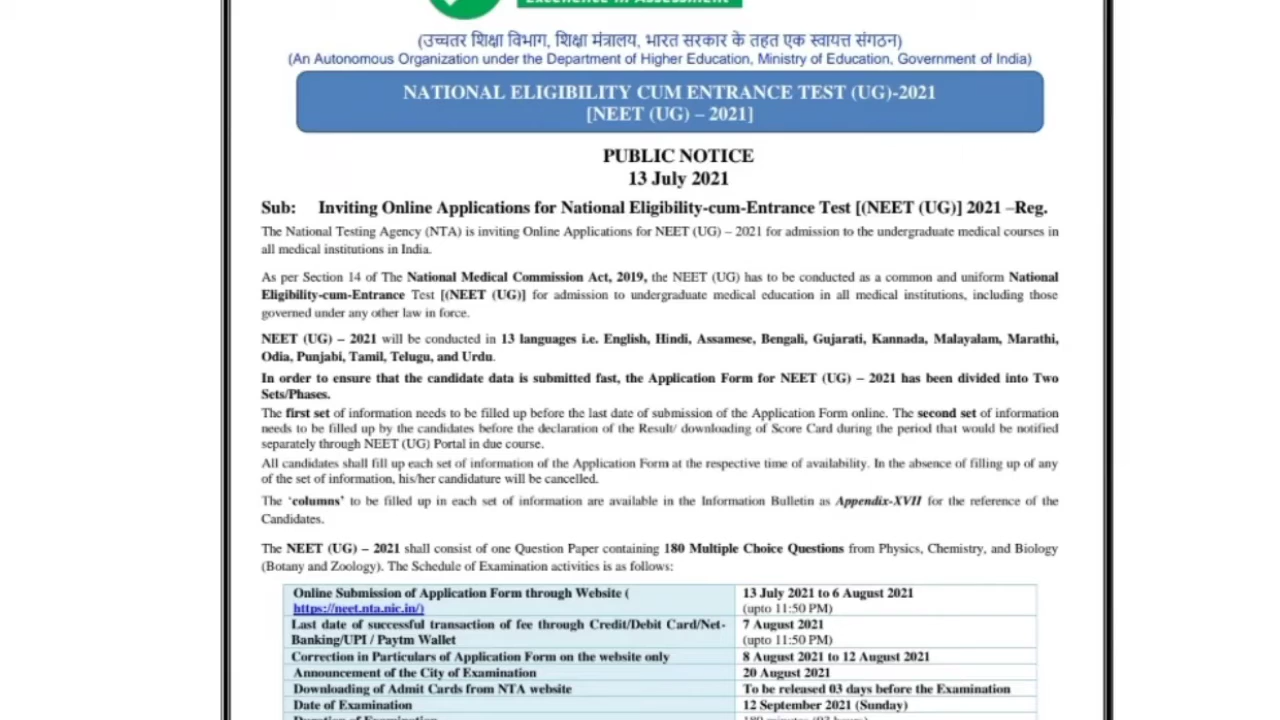 Excellence in Assessment
(उच्चतर शिक्षा विभाग, शिक्षा मंत्रालय, भारत सरकार के तहत एक स्वायत्त संगठन)
(An Autonomous Organization under the Department of Higher Education, Ministry of Education, Government of India)
NATIONAL ELIGIBILITY CUM ENTRANCE TEST (UG)-2021
[NEET (UG) – 2021]
PUBLIC NOTICE
13 July 2021
Sub: Inviting Online Applications for National Eligibility-cum-Entrance Test [(NEET (UG)] 2021 –Reg.
The National Testing Agency (NTA) is inviting Online Applications for NEET (UG) – 2021 for admission to the undergraduate medical courses in
all medical institutions in India.
As per Section 14 of The National Medical Commission Act, 2019, the NEET (UG) has to be conducted as a common and uniform National
Eligibility-cum-Entrance Test [(NEET (UG)] for admission to undergraduate medical education in all medical institutions, including those
governed under any other law in force.
NEET (UG) – 2021 will be conducted in 13 languages i.e. English, Hindi, Assamese, Bengali, Gujarati, Kannada, Malayalam, Marathi,
Odia, Punjabi, Tamil, Telugu, and Urdu.
In order to ensure that the candidate data is submitted fast, the Application Form for NEET (UG) – 2021 has been divided into Two
Sets/Phases.
The first set of information needs to be filled up before the last date of submission of the Application Form online. The second set of information
needs to be filled up by the candidates before the declaration of the Result/ downloading of Score Card during the period that would be notified
separately through NEET (UG) Portal in due course.
All candidates shall fill up each set of information of the Application Form at the respective time of availability. In the absence of filling up of any
of the set of information, his/her candidature will be cancelled.
The ‘columns’ to be filled up in each set of information are available in the Information Bulletin as Appendix-XVII for the reference of the
Candidates.
The NEET (UG) – 2021 shall consist of one Question Paper containing 180 Multiple Choice Questions from Physics, Chemistry, and Biology
(Botany and Zoology). The Schedule of Examination activities is as follows:
Online Submission of Application Form through Website ( 13 July 2021 to 6 August 2021
https://neet.nta.nic.in/) (upto 11:50 PM)
Last date of successful transaction of fee through Credit/Debit Card/Net- 7 August 2021
Banking/UPI / Paytm Wallet (upto 11:50 PM)
Correction in Particulars of Application Form on the website only 8 August 2021 to 12 August 2021
Announcement of the City of Examination 20 August 2021
Downloading of Admit Cards from NTA website To be released 03 days before the Examination
Date of Examination 12 September 2021 (Sunday)
Duration of Examination 180 minutes (03 hours)